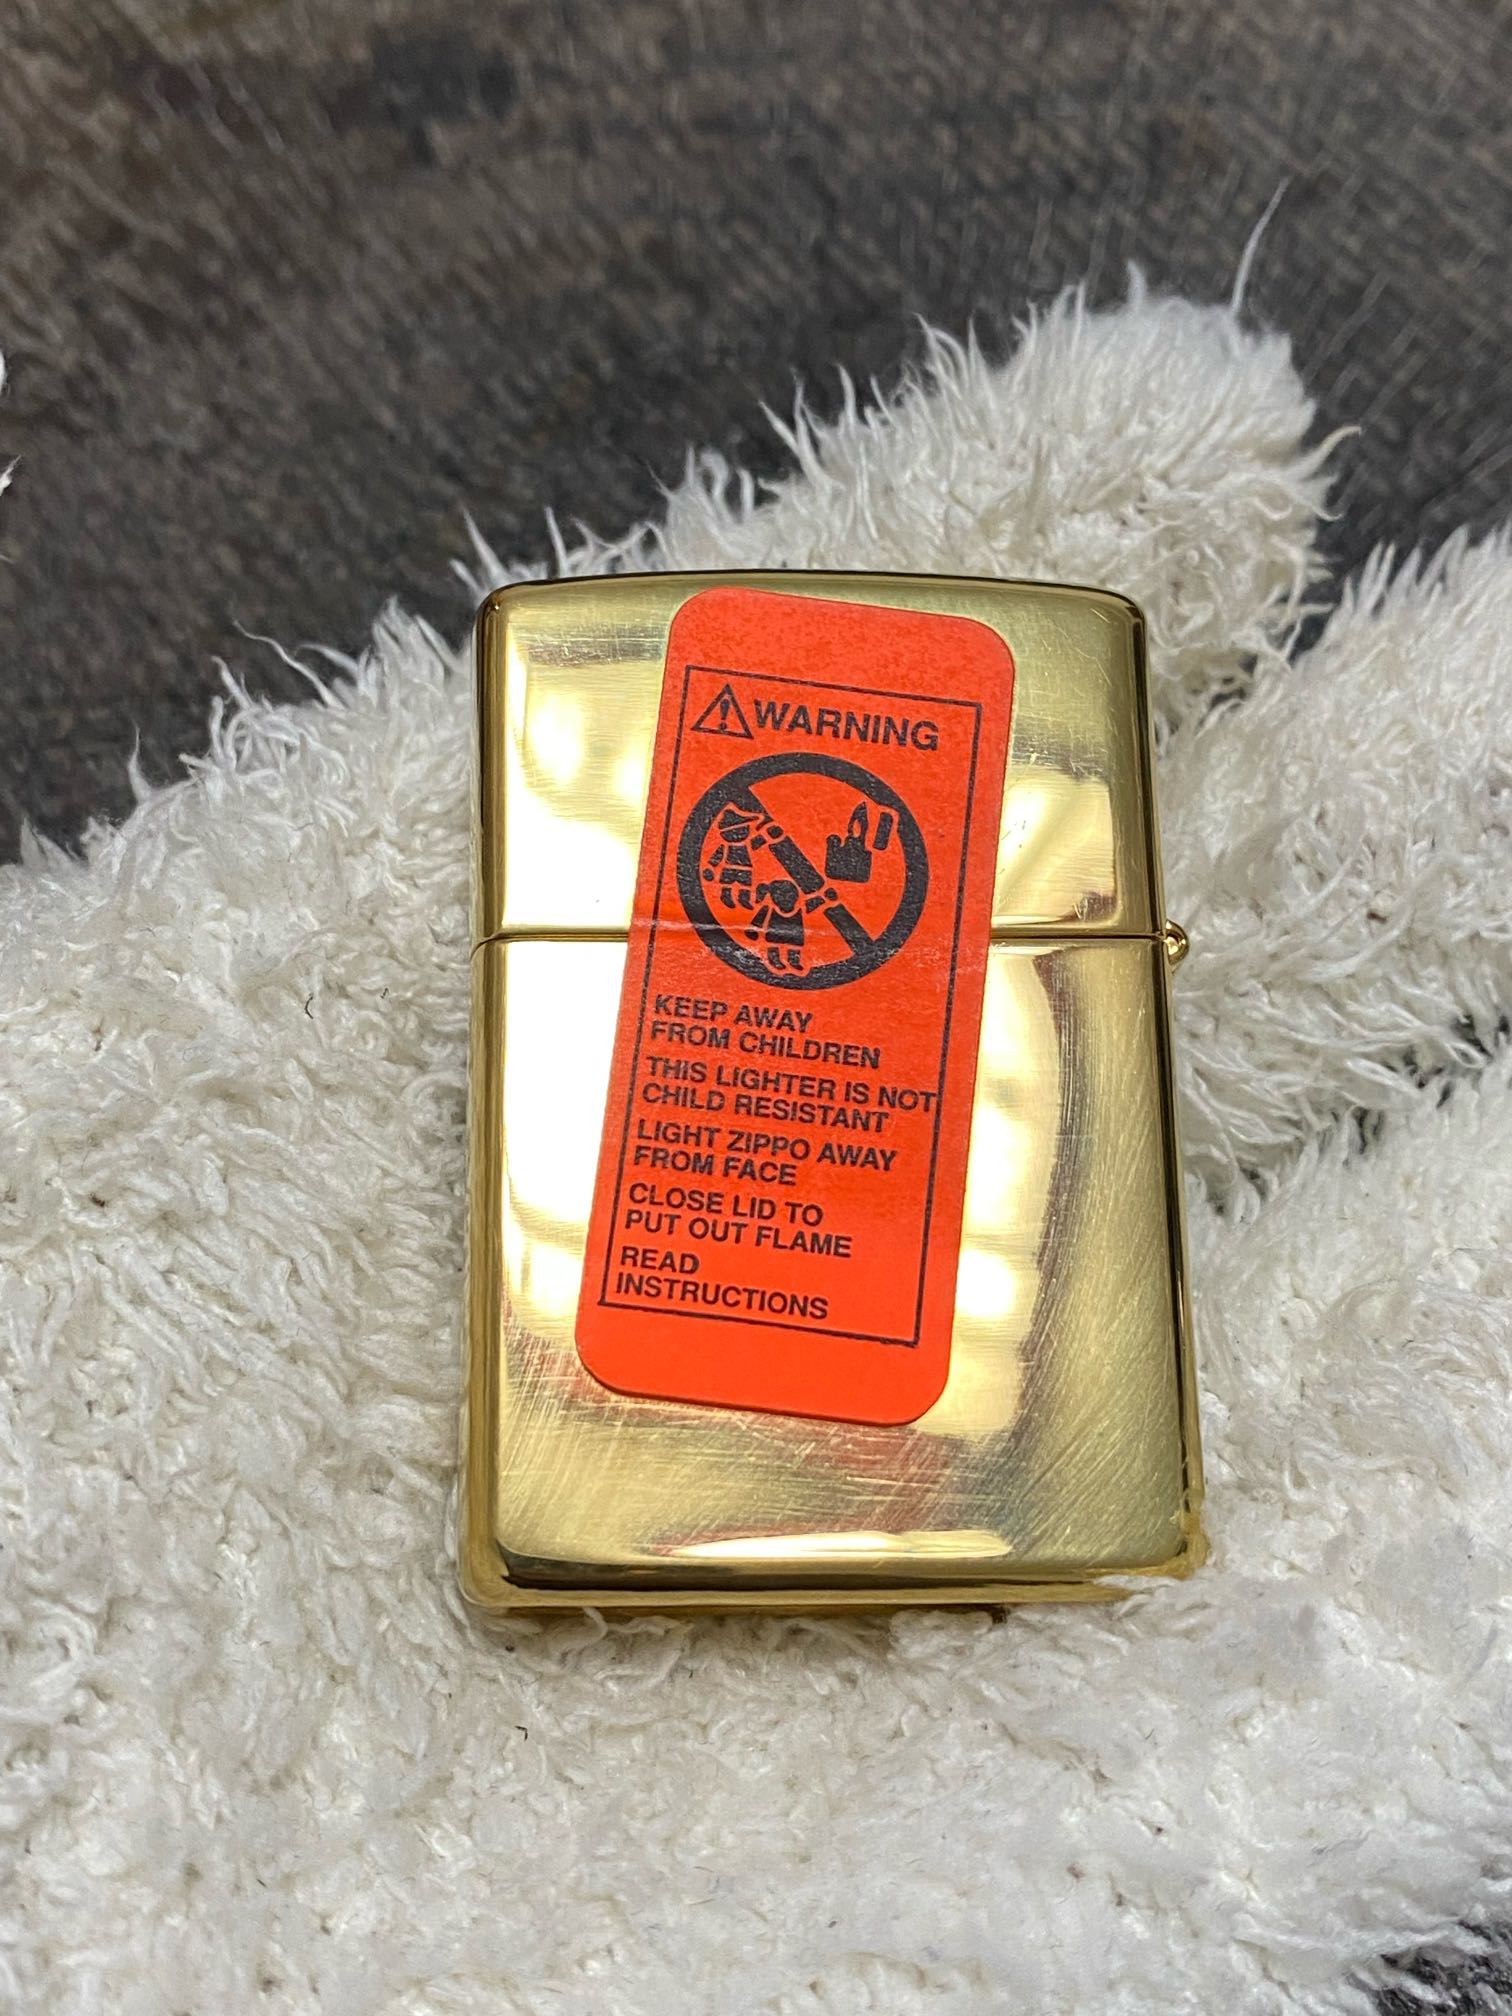 WARNING
KEEP AWAY
FROM CHILDREN
THIS LIGHTER IS NOT
CHILD RESISTANT
LIGHT ZIPPO AWAY
FROM FACE
CLOSE LID TO
PUT OUT FLAME
READ
INSTRUCTIONS